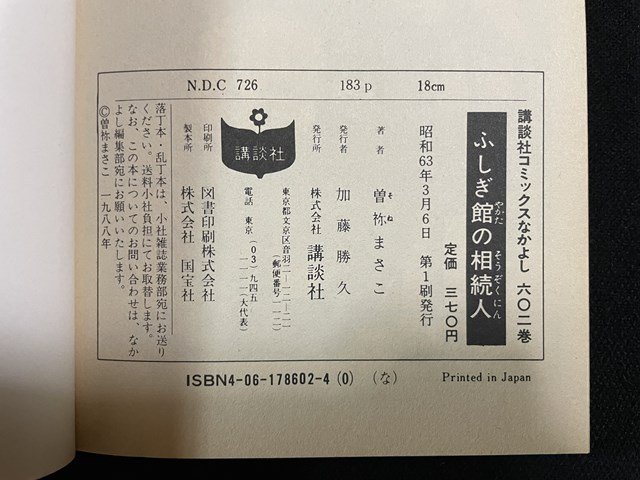 N.D.C 726 183p 18cm
講談社コミックスなかよし 六〇二巻
ふしぎ館の相続人
やかた そうぞくにん
定価 三七〇円
昭和63年3月6日 第1刷発行
著者 曽祢まさこ
そね
発行者 加藤勝久
発行所 株式会社 講談社
東京都文京区音羽二—一二—二一
(郵便番号一一二)
電話 東京(03)九四五—
一一一一(大代表)
講談社
印刷所 図書印刷株式会社
製本所 株式会社 国宝社
落丁本・乱丁本は、小社雑誌業務部宛にお送り
ください。送料小社負担にてお取替します。
なお、この本についてのお問い合わせは、なか
よし編集部宛にお願いいたします。
©曽祢まさこ 一九八八年
ISBN4-06-178602-4 (0) (な) Printed in Japan